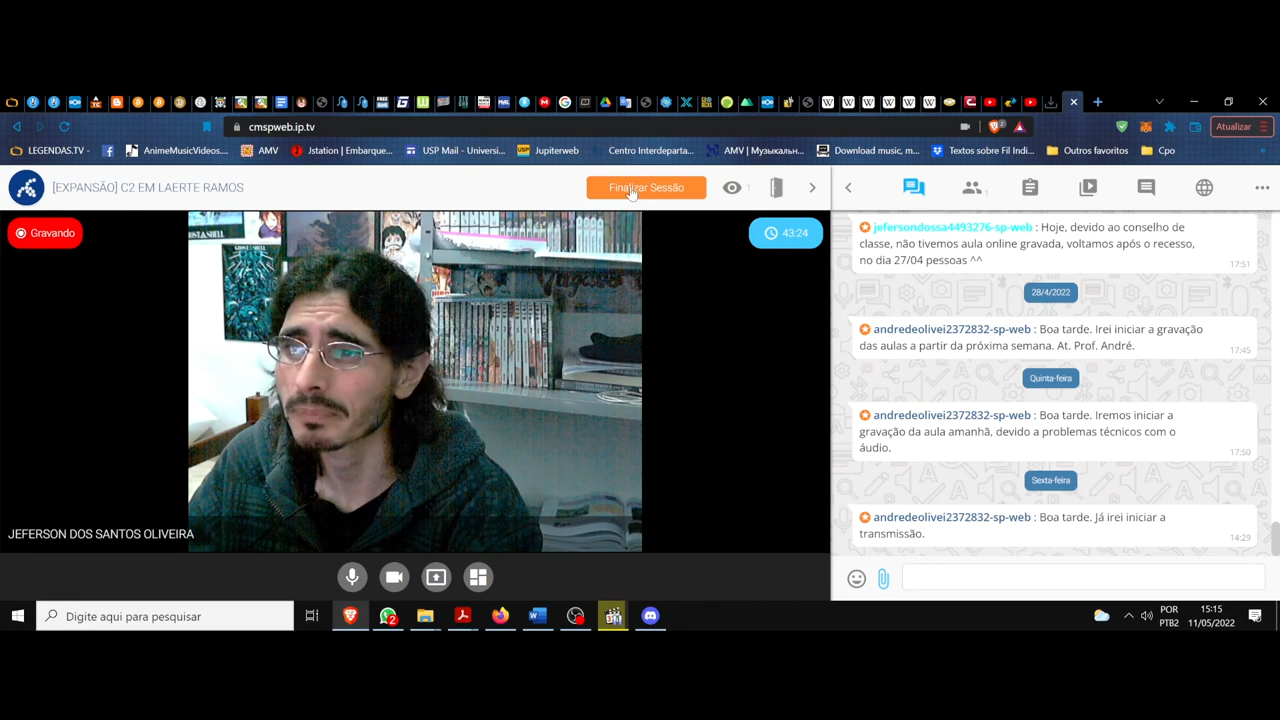 cmspweb.ip.tv
Atualizar
LEGENDAS.TV -
AnimeMusicVideos...
AMV
Jstation | Embarque...
USP Mail - Universi...
Jupiterweb
Centro Interdeparta...
AMV | Музыкальн...
Download music, m...
Textos sobre Fil Indi...
Outros favoritos
Cpo
[EXPANSÃO] C2 EM LAERTE RAMOS
Finalizar Sessão
1
1
Gravando
43:24
JEFERSON DOS SANTOS OLIVEIRA
jefersondossa4493276-sp-web : Hoje, devido ao conselho de
classe, não tivemos aula online gravada, voltamos após o recesso,
no dia 27/04 pessoas ^^
17:51
28/4/2022
andredeolivei2372832-sp-web : Boa tarde. Irei iniciar a gravação
das aulas a partir da próxima semana. At. Prof. André.
17:45
Quinta-feira
andredeolivei2372832-sp-web : Boa tarde. Iremos iniciar a
gravação da aula amanhã, devido a problemas técnicos com o
áudio.
17:50
Sexta-feira
andredeolivei2372832-sp-web : Boa tarde. Já irei iniciar a
transmissão.
14:29
Digite aqui para pesquisar
2
POR
PTB2
15:15
11/05/2022